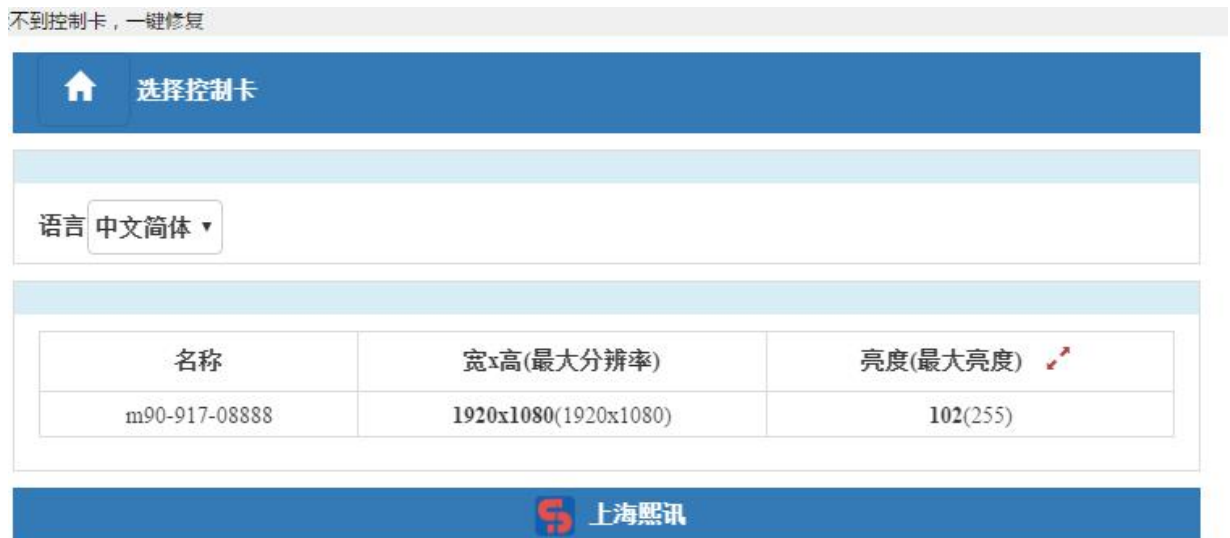 不到控制卡，一键修复
选择控制卡
语言 中文简体
名称 宽x高(最大分辨率) 亮度(最大亮度)
m90-917-08888 1920x1080(1920x1080) 102(255)
上海熙讯